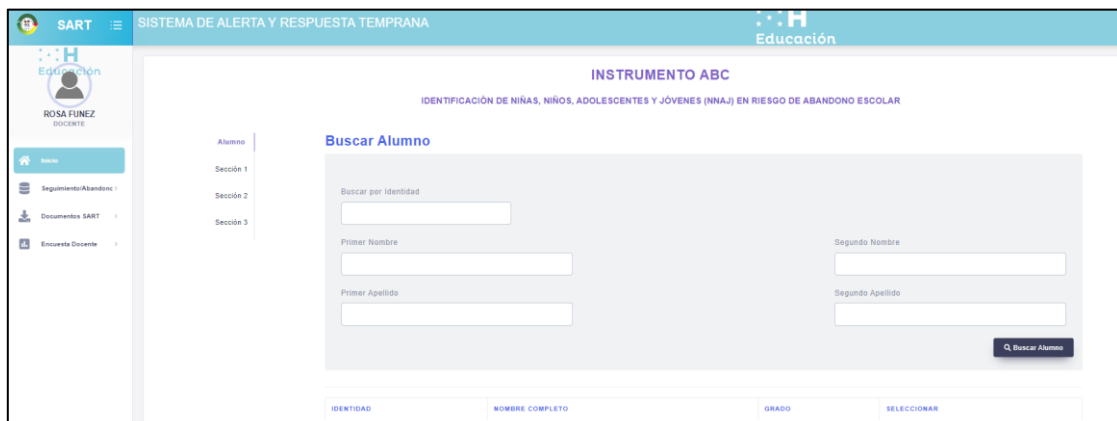 SART
SISTEMA DE ALERTA Y RESPUESTA TEMPRANA
H
Educación
H
Educación
ROSA FUNEZ
DOCENTE
Inicio
Seguimiento/Abandono
Documentos SART
Encuesta Docente
INSTRUMENTO ABC
IDENTIFICACIÓN DE NIÑAS, NIÑOS, ADOLESCENTES Y JÓVENES (NNAJ) EN RIESGO DE ABANDONO ESCOLAR
Alumno
Sección 1
Sección 2
Sección 3
Buscar Alumno
Buscar por Identidad
Primer Nombre
Segundo Nombre
Primer Apellido
Segundo Apellido
Buscar Alumno
IDENTIDAD
NOMBRE COMPLETO
GRADO
SELECCIONAR